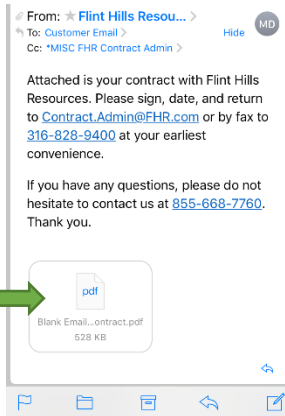 From: ★ Flint Hills Resou... >
To: Customer Email >
Hide
MD
Cc: *MISC FHR Contract Admin >
Attached is your contract with Flint Hills
Resources. Please sign, date, and return
to Contract.Admin@FHR.com or by fax to
316-828-9400 at your earliest
convenience.
If you have any questions, please do not
hesitate to contact us at 855-668-7760.
Thank you.
pdf
Blank Email...ontract.pdf
528 KB